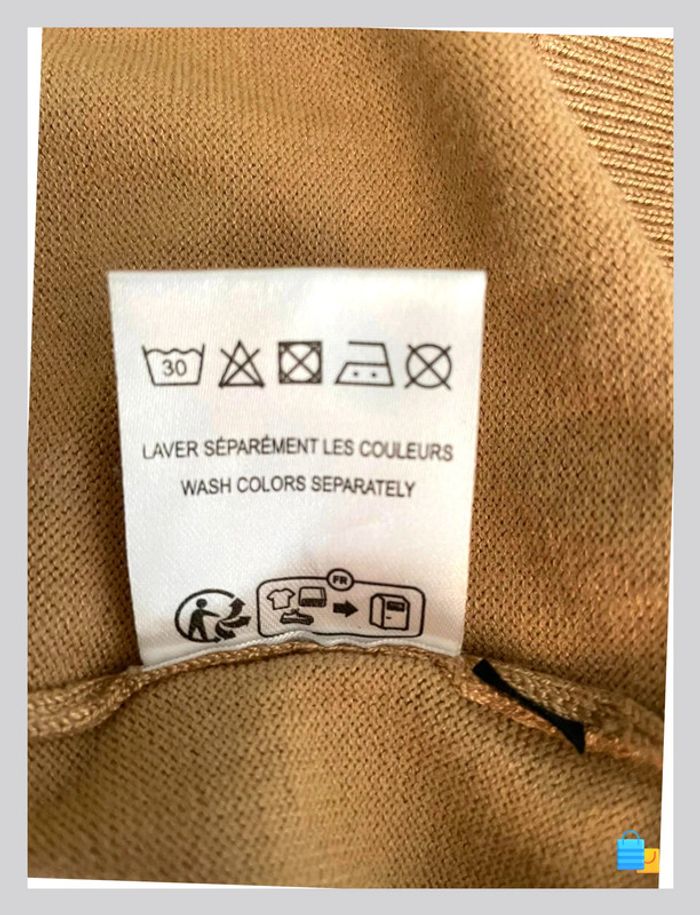 30
LAVER SÉPARÉMENT LES COULEURS
WASH COLORS SEPARATELY
FR